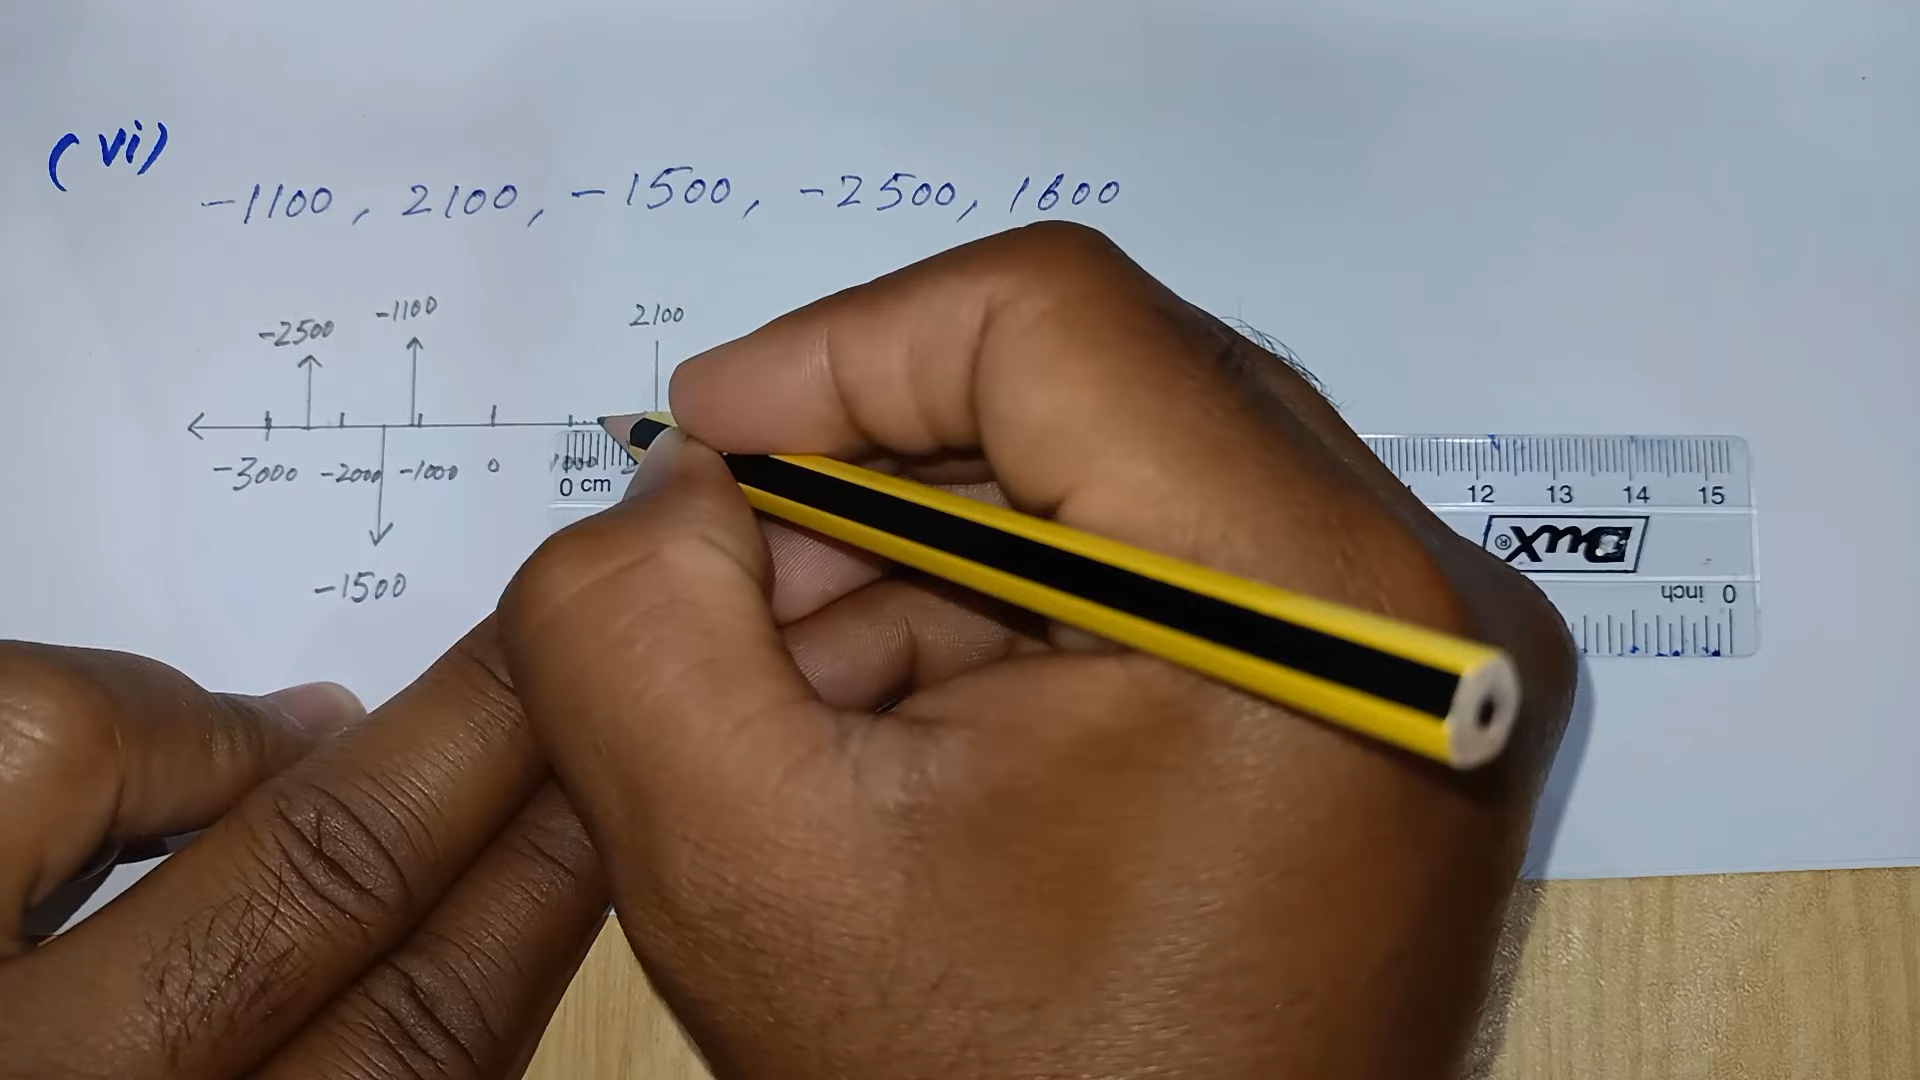 (vi)
-1100, 2100, -1500, -2500, 1600
-2500 -1100 2100
-3000 -2000 -1000 0 1000
0 cm 12 13 14 15
DUX®
0 inch
-1500